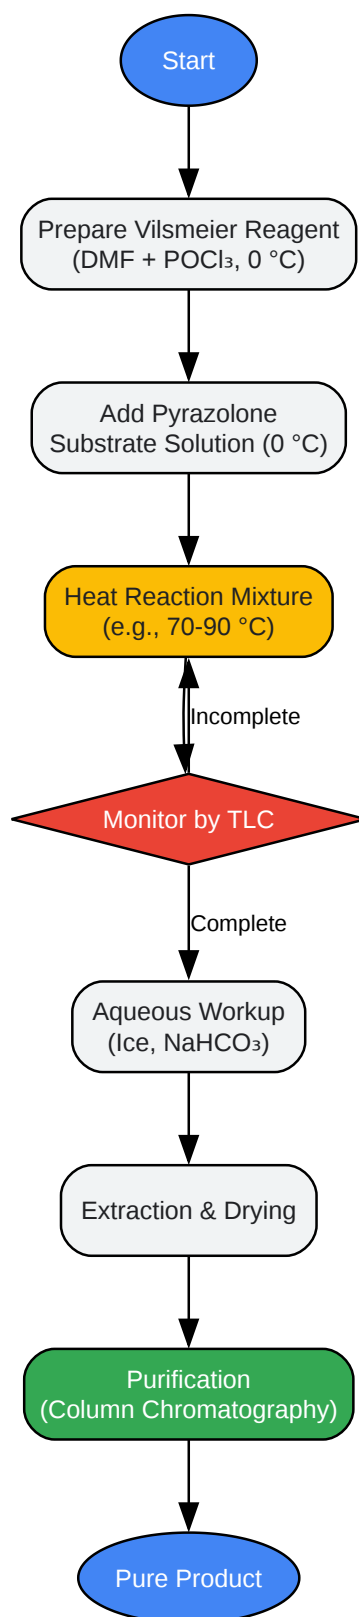 Start
Prepare Vilsmeier Reagent
(DMF + POCl₃, 0 °C)
Add Pyrazolone
Substrate Solution (0 °C)
Heat Reaction Mixture
(e.g., 70-90 °C)
Incomplete
Monitor by TLC
Complete
Aqueous Workup
(Ice, NaHCO₃)
Extraction & Drying
Purification
(Column Chromatography)
Pure Product